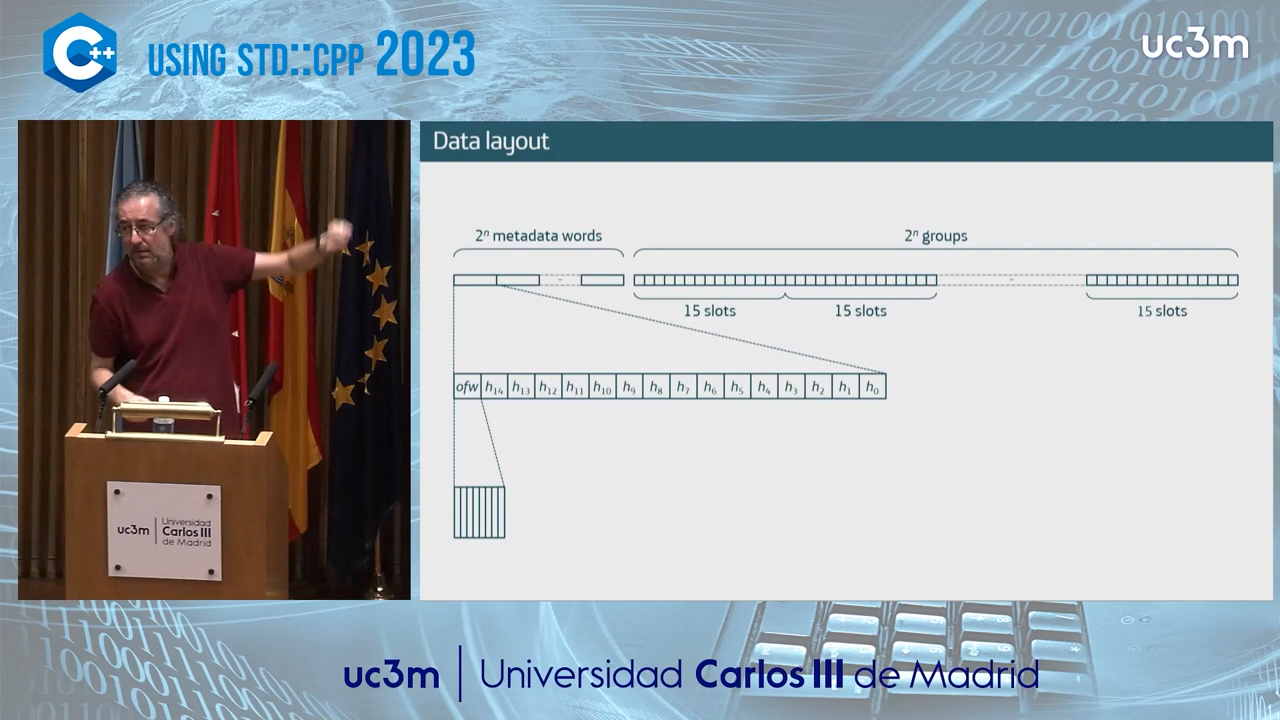 C++
USING STD::CPP 2023
uc3m
Data layout
2ⁿ metadata words
2ⁿ groups
15 slots
15 slots
15 slots
ofw h₁₄ h₁₃ h₁₂ h₁₁ h₁₀ h₉ h₈ h₇ h₆ h₅ h₄ h₃ h₂ h₁ h₀
uc3m | Universidad
Carlos III
de Madrid
uc3m | Universidad Carlos III de Madrid